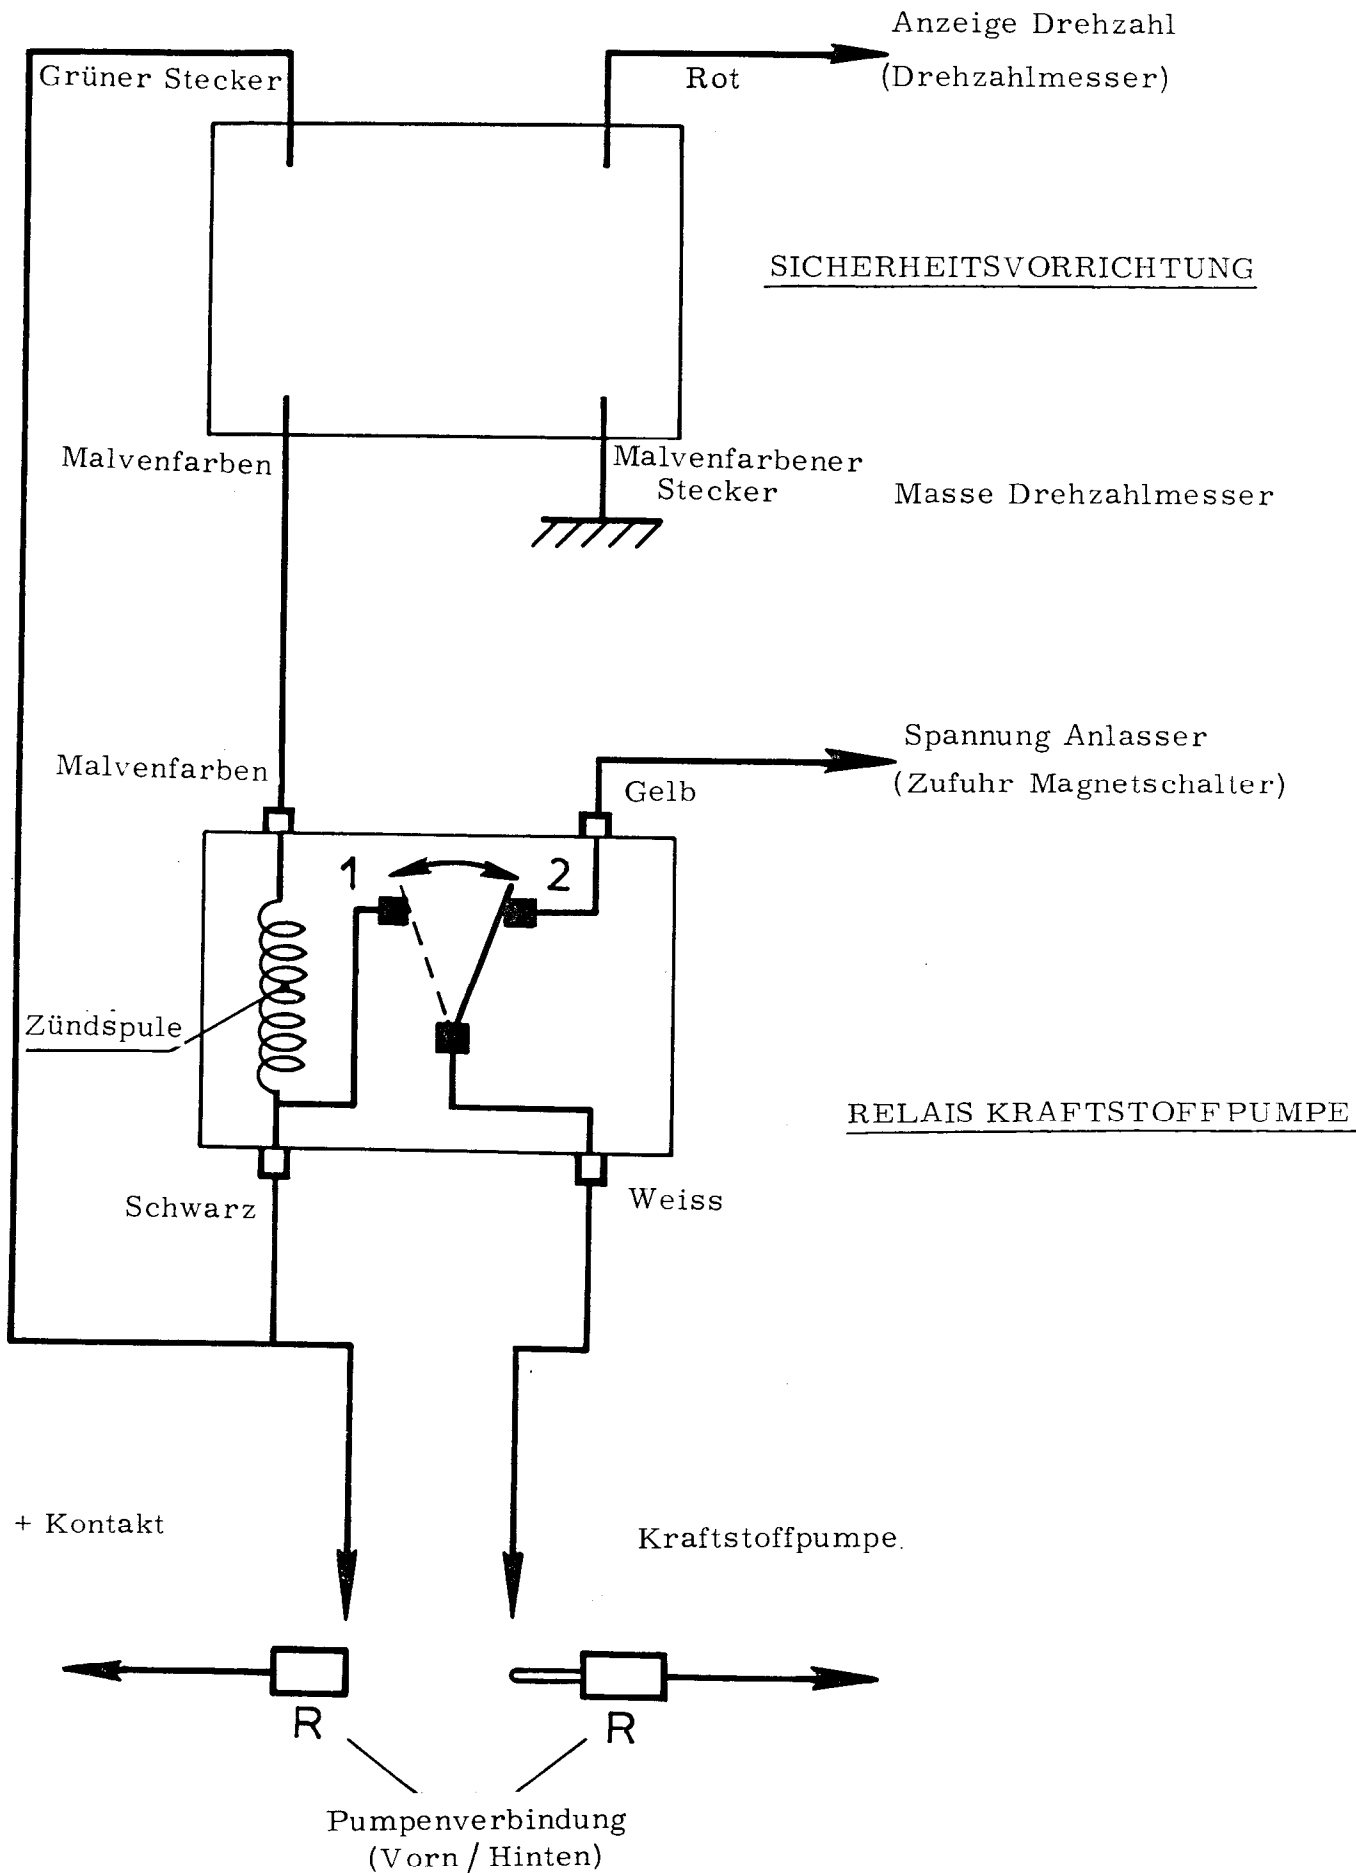 Anzeige Drehzahl
Grüner Stecker
Rot
(Drehzahlmesser)
SICHERHEITSVORRICHTUNG
Malvenfarben
Malvenfarbener
Stecker
Masse Drehzahlmesser
Spannung Anlasser
Malvenfarben
Gelb
(Zufuhr Magnetschalter)
1
2
Zündspule
RELAIS KRAFTSTOFFPUMPE
Schwarz
Weiss
+ Kontakt
Kraftstoffpumpe.
R
R
Pumpenverbindung
(Vorn / Hinten)